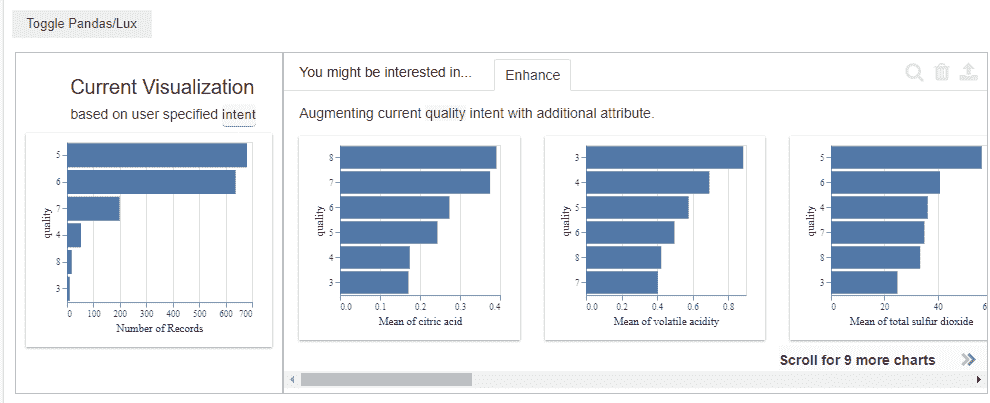 Toggle Pandas/Lux
Current Visualization
based on user specified intent
5
6
7
4
8
3
quality
0 100 200 300 400 500 600 700
Number of Records
You might be interested in...
Enhance
Augmenting current quality intent with additional attribute.
8
7
6
5
4
3
quality
0.0 0.1 0.2 0.3 0.4
Mean of citric acid
3
4
5
6
8
7
quality
0.0 0.2 0.4 0.6 0.8
Mean of volatile acidity
5
6
4
7
8
3
quality
0 20 40
Mean of total sulfur dioxide
Scroll for 9 more charts